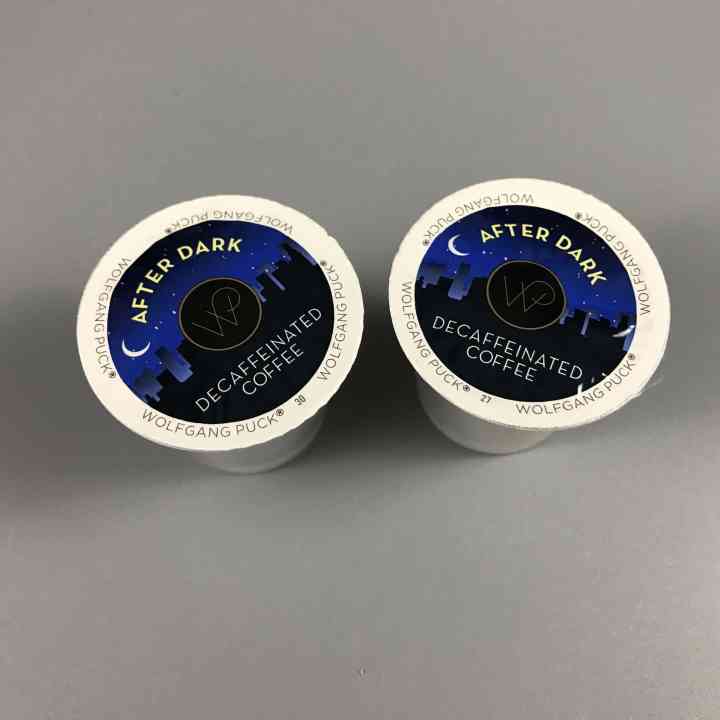 WOLFGANG PUCK®
WOLFGANG PUCK®
WOLFGANG PUCK®
WOLFGANG PUCK® 30
AFTER DARK
WP
DECAFFEINATED
COFFEE
WOLFGANG PUCK®
WOLFGANG PUCK
WOLFGANG PUCK®
27 WOLFGANG PUCK®
AFTER DARK
WP
DECAFFEINATED
COFFEE